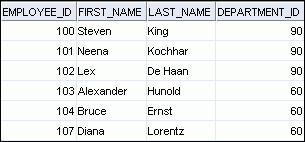 EMPLOYEE_ID FIRST_NAME LAST_NAME DEPARTMENT_ID
100 Steven King 90
101 Neena Kochhar 90
102 Lex De Haan 90
103 Alexander Hunold 60
104 Bruce Ernst 60
107 Diana Lorentz 60